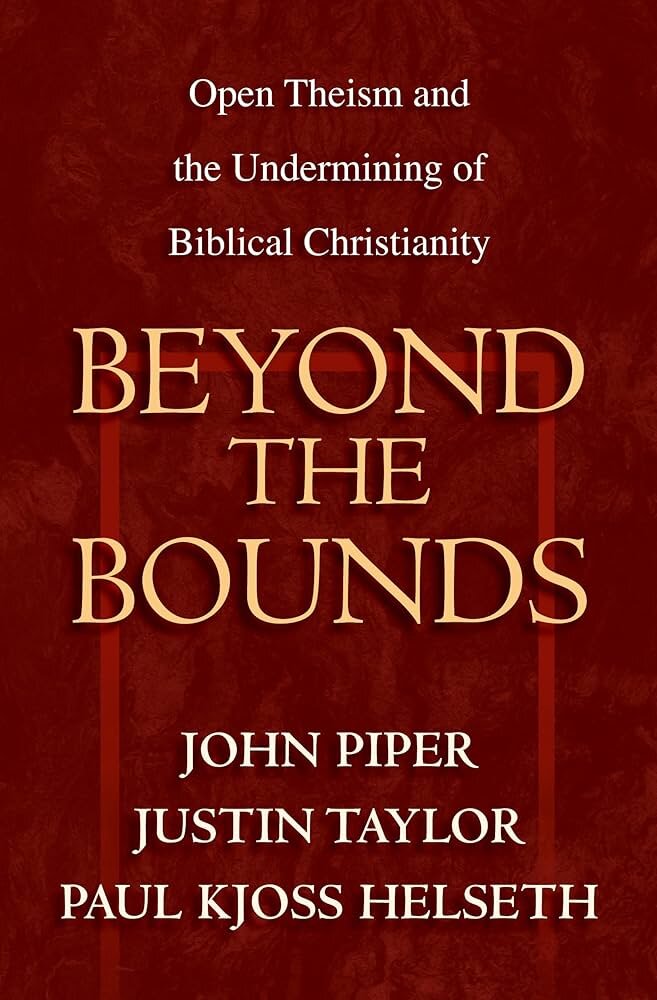 Open Theism and
the Undermining of
Biblical Christianity
BEYOND
THE
BOUNDS
JOHN PIPER
JUSTIN TAYLOR
PAUL KJOSS HELSETH